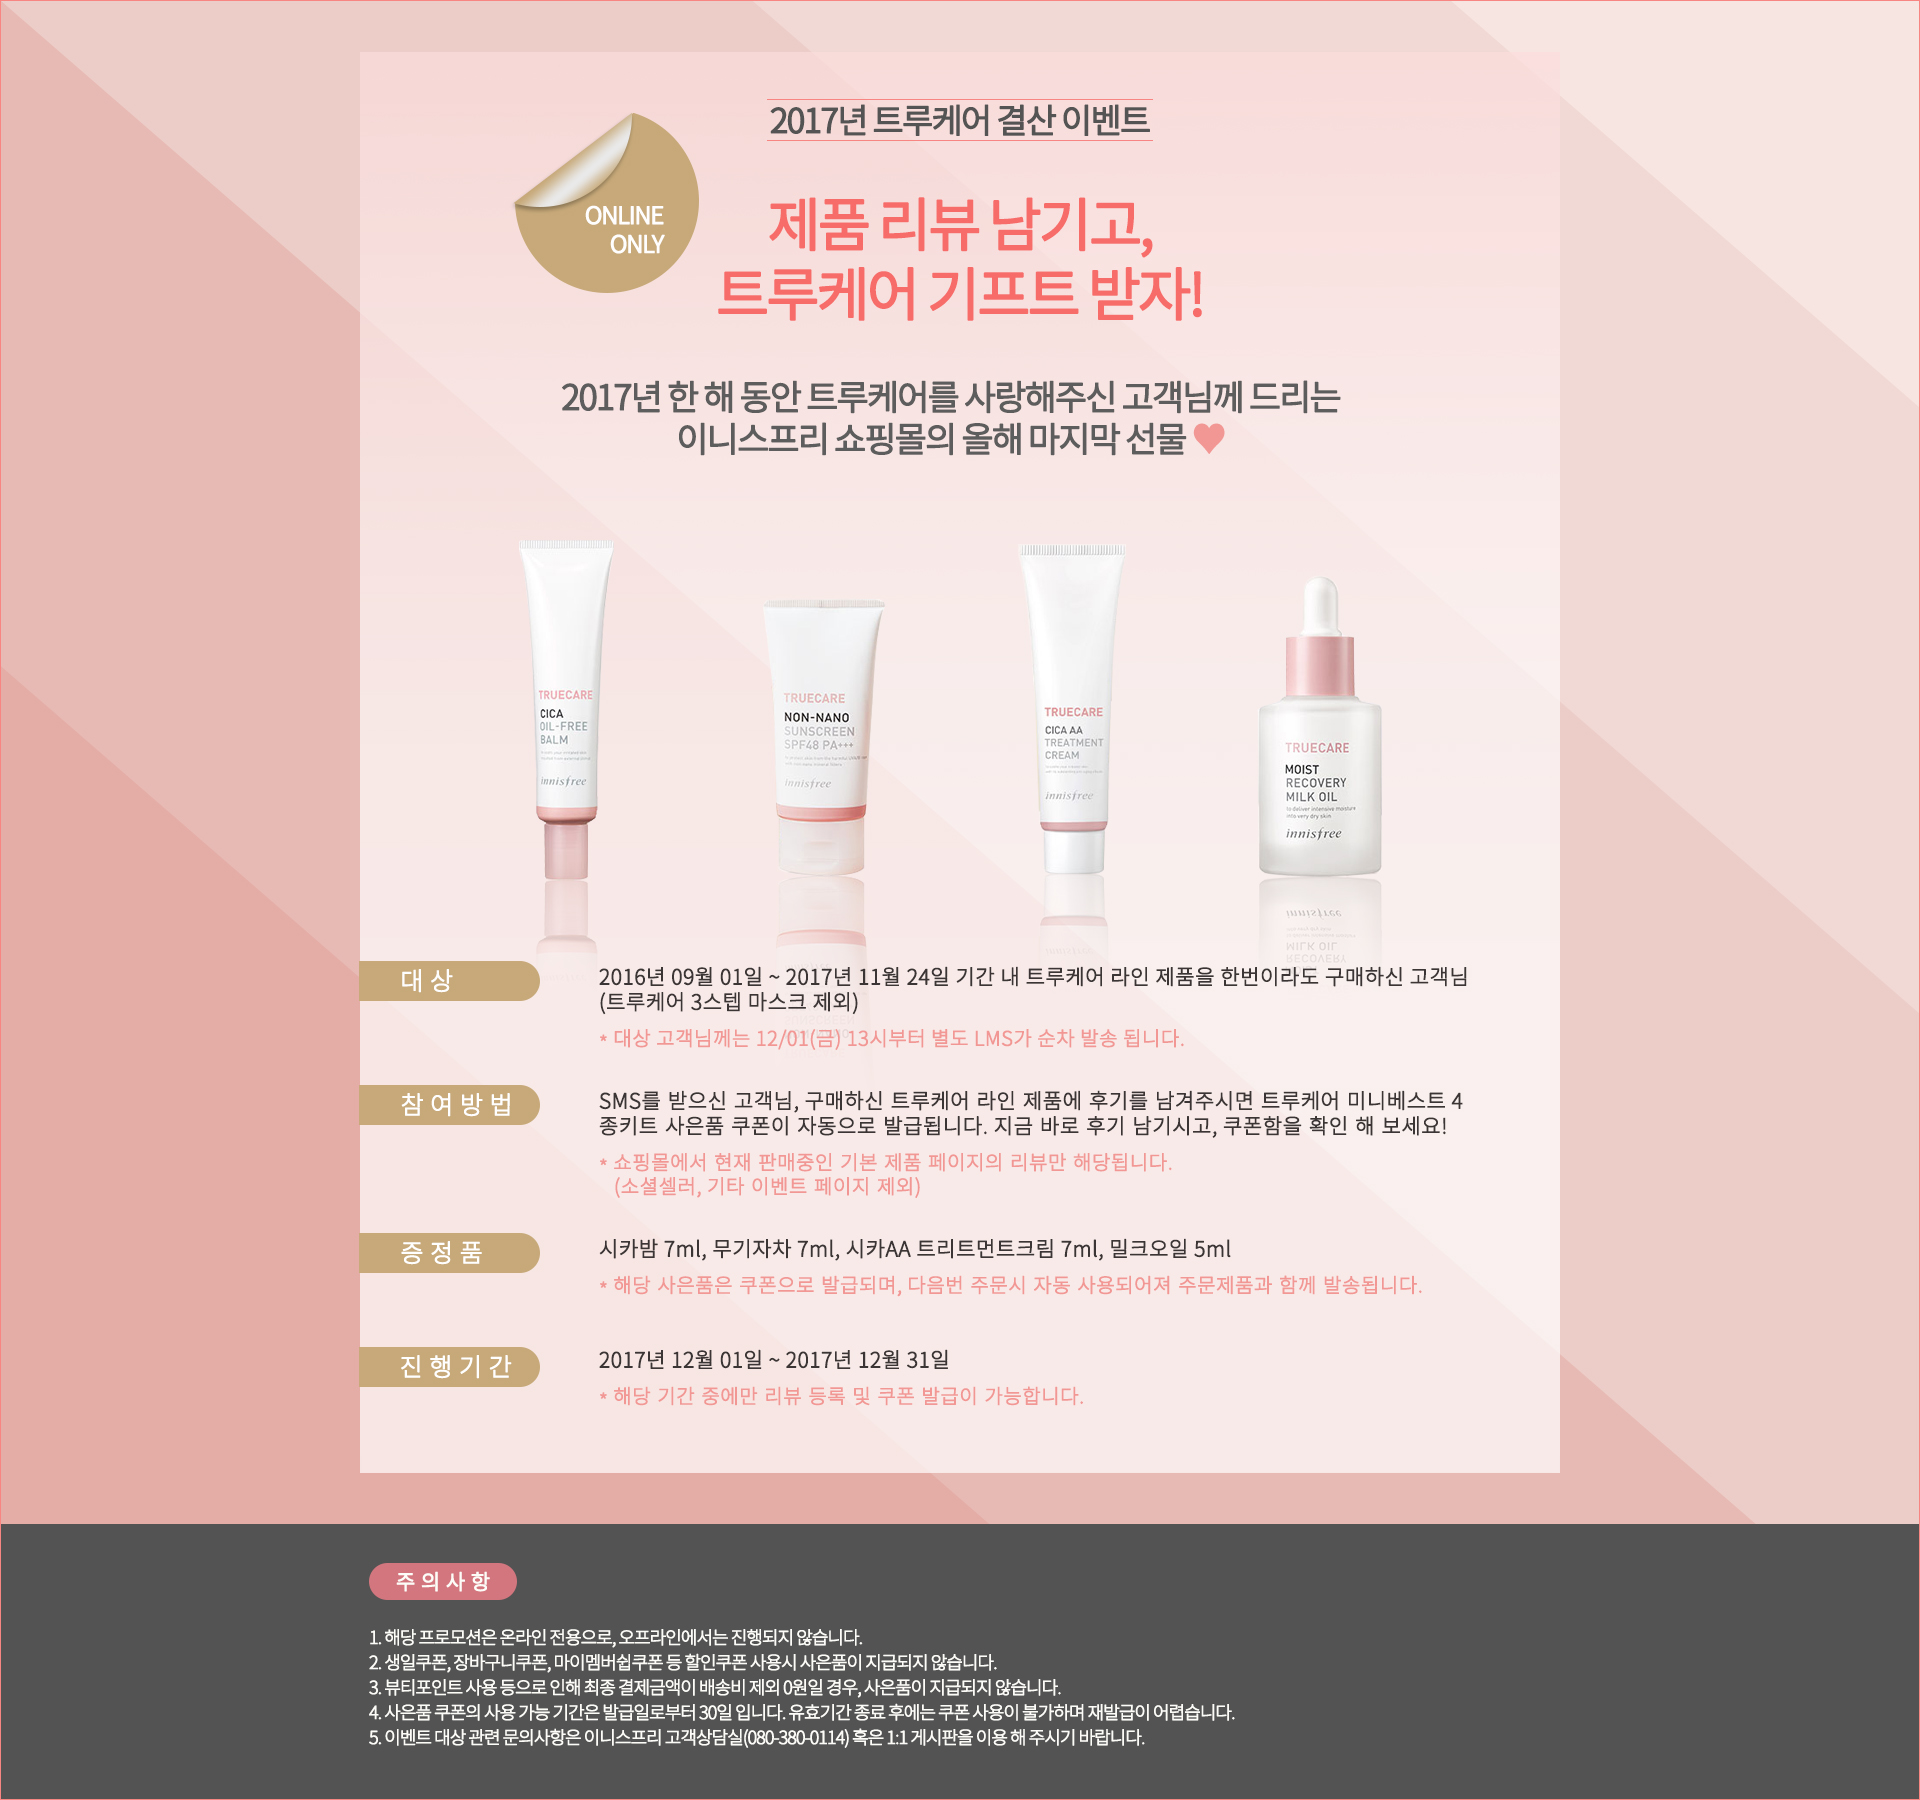 2017년 트루케어 결산 이벤트
ONLINE
ONLY
제품 리뷰 남기고,
트루케어 기프트 받자!
2017년 한 해 동안 트루케어를 사랑해주신 고객님께 드리는
이니스프리 쇼핑몰의 올해 마지막 선물 ♥
TRUECARE
CICA
OIL-FREE
BALM
innisfree
TRUECARE
NON-NANO
SUNSCREEN
SPF48 PA+++
innisfree
TRUECARE
CICA AA
TREATMENT
CREAM
innisfree
TRUECARE
MOIST
RECOVERY
MILK OIL
to deliver intensive moisture
into very dry skin
innisfree
대상
2016년 09월 01일 ~ 2017년 11월 24일 기간 내 트루케어 라인 제품을 한번이라도 구매하신 고객님
(트루케어 3스텝 마스크 제외)
* 대상 고객님께는 12/01(금) 13시부터 별도 LMS가 순차 발송 됩니다.
참여방법
SMS를 받으신 고객님, 구매하신 트루케어 라인 제품에 후기를 남겨주시면 트루케어 미니베스트 4
종키트 사은품 쿠폰이 자동으로 발급됩니다. 지금 바로 후기 남기시고, 쿠폰함을 확인 해 보세요!
* 쇼핑몰에서 현재 판매중인 기본 제품 페이지의 리뷰만 해당됩니다.
(소셜셀러, 기타 이벤트 페이지 제외)
증정품
시카밤 7ml, 무기자차 7ml, 시카AA 트리트먼트크림 7ml, 밀크오일 5ml
* 해당 사은품은 쿠폰으로 발급되며, 다음번 주문시 자동 사용되어져 주문제품과 함께 발송됩니다.
진행기간
2017년 12월 01일 ~ 2017년 12월 31일
* 해당 기간 중에만 리뷰 등록 및 쿠폰 발급이 가능합니다.
주의사항
1. 해당 프로모션은 온라인 전용으로, 오프라인에서는 진행되지 않습니다.
2. 생일쿠폰, 장바구니쿠폰, 마이멤버쉽쿠폰 등 할인쿠폰 사용시 사은품이 지급되지 않습니다.
3. 뷰티포인트 사용 등으로 인해 최종 결제금액이 배송비 제외 0원일 경우, 사은품이 지급되지 않습니다.
4. 사은품 쿠폰의 사용 가능 기간은 발급일로부터 30일 입니다. 유효기간 종료 후에는 쿠폰 사용이 불가하며 재발급이 어렵습니다.
5. 이벤트 대상 관련 문의사항은 이니스프리 고객상담실(080-380-0114) 혹은 1:1 게시판을 이용 해 주시기 바랍니다.